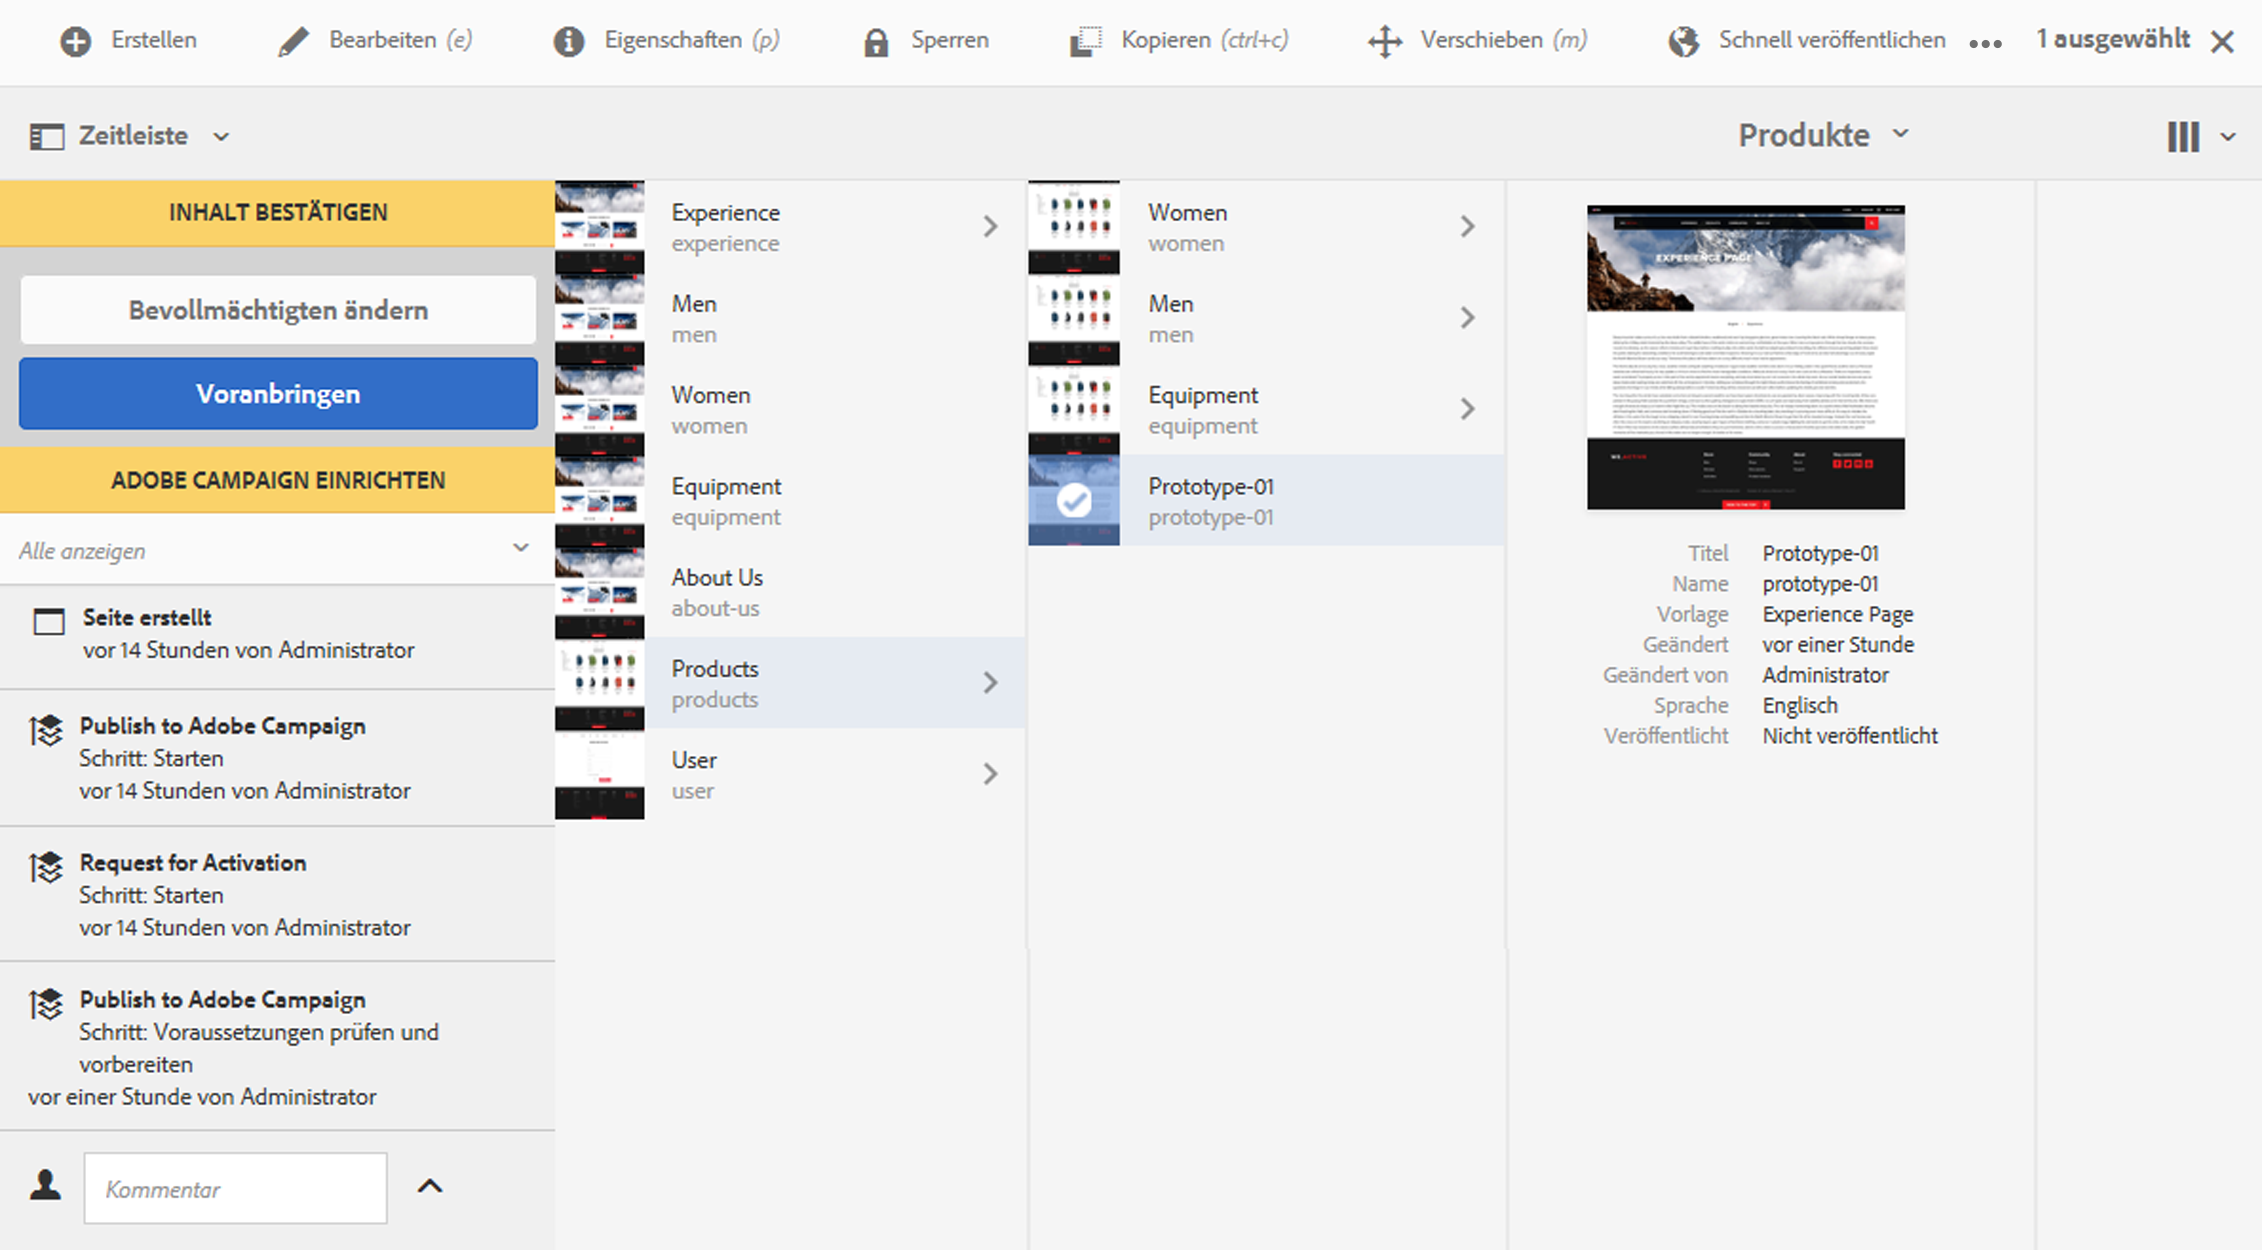 Erstellen
Bearbeiten (e)
Eigenschaften (p)
Sperren
Kopieren (ctrl+c)
Verschieben (m)
Schnell veröffentlichen
1 ausgewählt
Zeitleiste
Produkte
INHALT BESTÄTIGEN
Bevollmächtigten ändern
Voranbringen
ADOBE CAMPAIGN EINRICHTEN
Alle anzeigen
Seite erstellt
vor 14 Stunden von Administrator
Publish to Adobe Campaign
Schritt: Starten
vor 14 Stunden von Administrator
Request for Activation
Schritt: Starten
vor 14 Stunden von Administrator
Publish to Adobe Campaign
Schritt: Voraussetzungen prüfen und
vorbereiten
vor einer Stunde von Administrator
Kommentar
Experience
experience
Men
men
Women
women
Equipment
equipment
About Us
about-us
Products
products
User
user
Women
women
Men
men
Equipment
equipment
Prototype-01
prototype-01
EXPERIENCE PAGE
Titel Prototype-01
Name prototype-01
Vorlage Experience Page
Geändert vor einer Stunde
Geändert von Administrator
Sprache Englisch
Veröffentlicht Nicht veröffentlicht